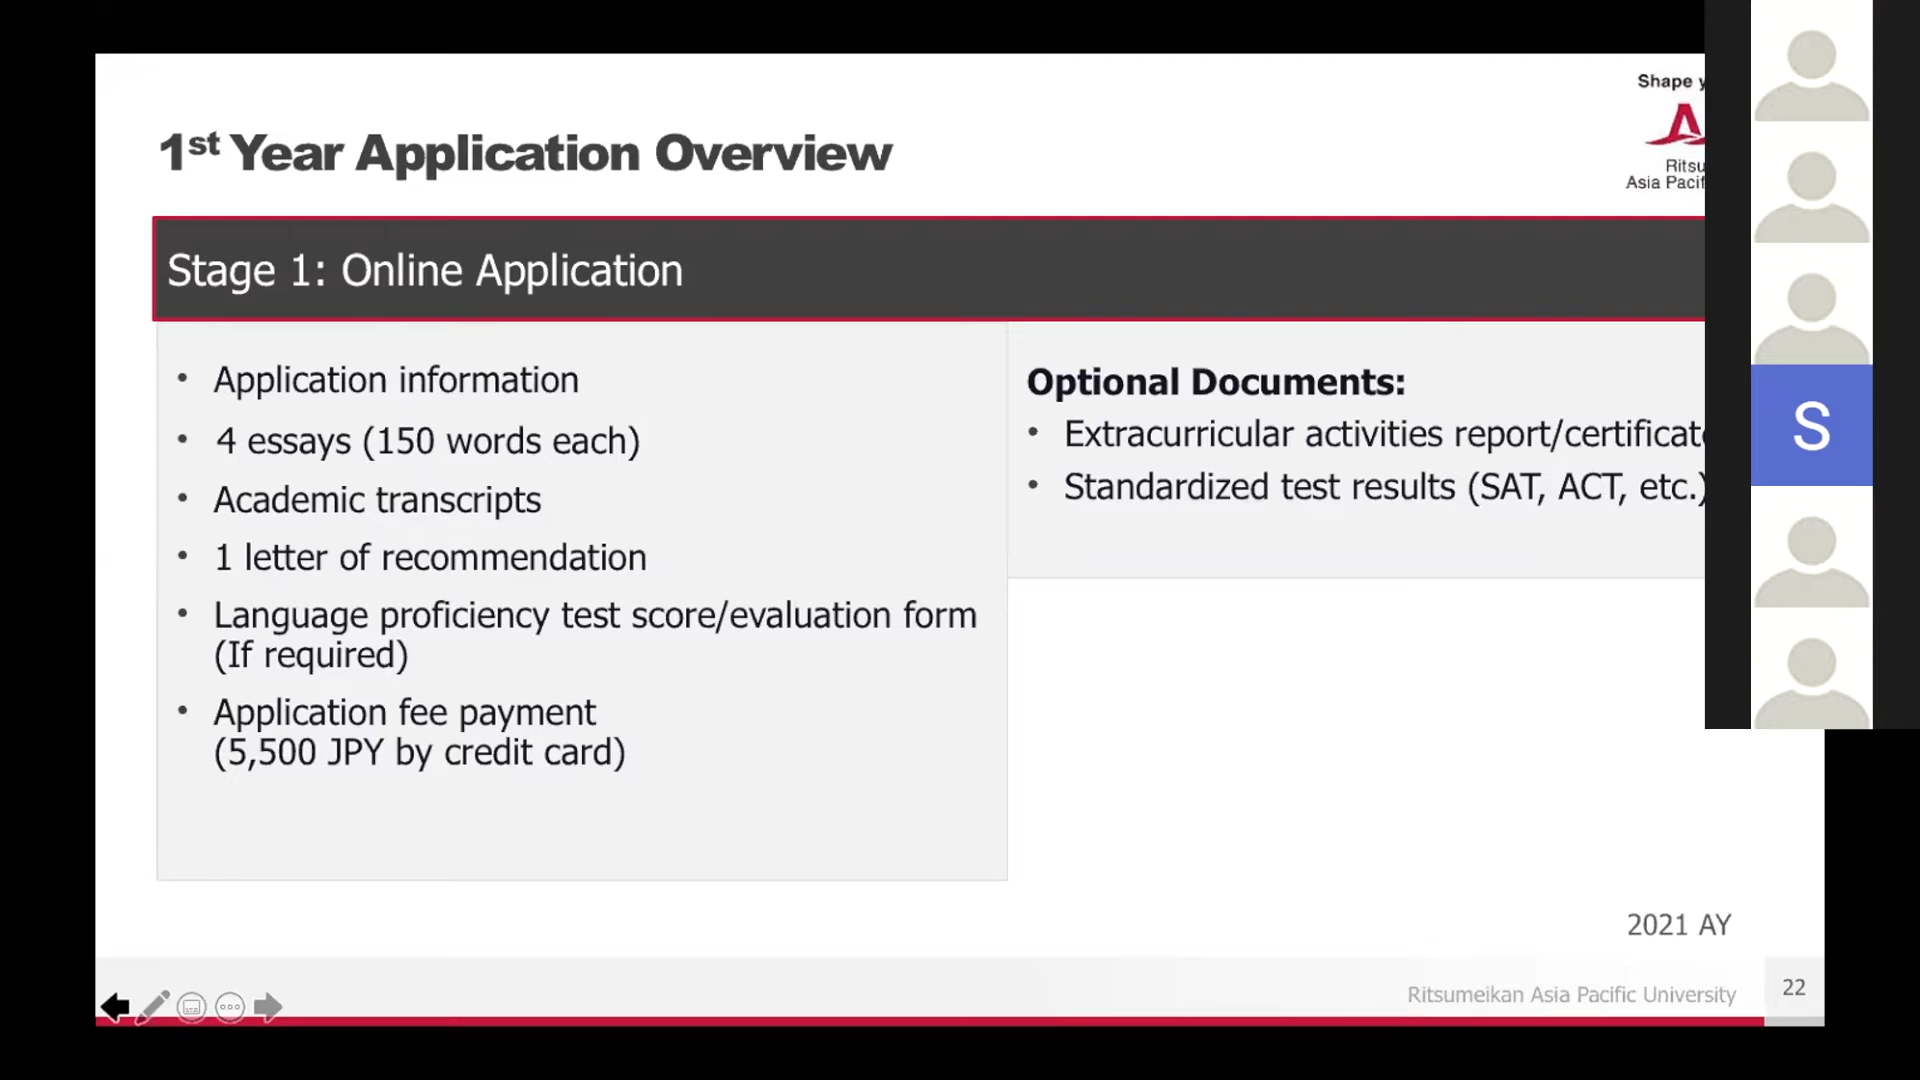 Shape
1st Year Application Overview
Ritsu
Asia Pacif
Stage 1: Online Application
• Application information
• 4 essays (150 words each)
• Academic transcripts
• 1 letter of recommendation
• Language proficiency test score/evaluation form
(If required)
• Application fee payment
(5,500 JPY by credit card)
Optional Documents:
• Extracurricular activities report/certificate
• Standardized test results (SAT, ACT, etc.)
S
2021 AY
Ritsumeikan Asia Pacific University
22